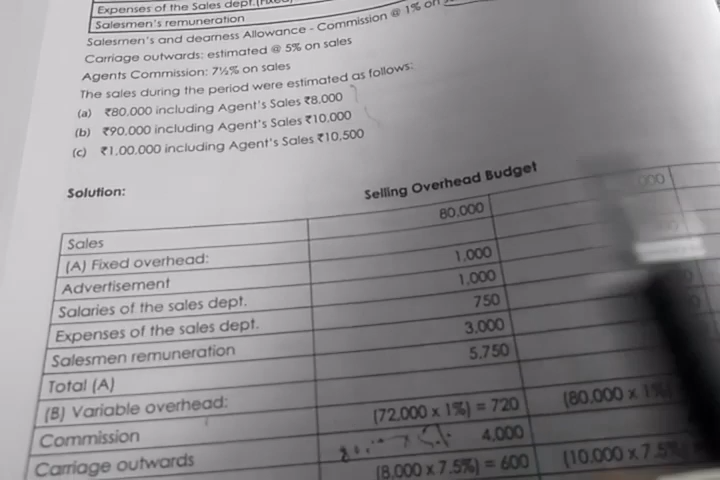 Expenses of the Sales dept.
Salesmen's remuneration
Salesmen's and dearness Allowance - Commission @ 1% on
Carriage outwards: estimated @ 5% on sales
Agents Commission: 7½% on sales
The sales during the period were estimated as follows:
(a) ₹80,000 including Agent's Sales ₹8,000
(b) ₹90,000 including Agent's Sales ₹10,000
(c) ₹1,00,000 including Agent's Sales ₹10,500
Solution:
Selling Overhead Budget
Sales 80,000 000
(A) Fixed overhead:
Advertisement 1,000
Salaries of the sales dept. 1,000
Expenses of the sales dept. 750
Salesmen remuneration 3,000
Total (A) 5,750
(B) Variable overhead:
Commission (72,000 x 1%) = 720 (80,000 x 1%)
Carriage outwards 4,000
(8,000 x 7.5%) = 600 (10,000 x 7.5%